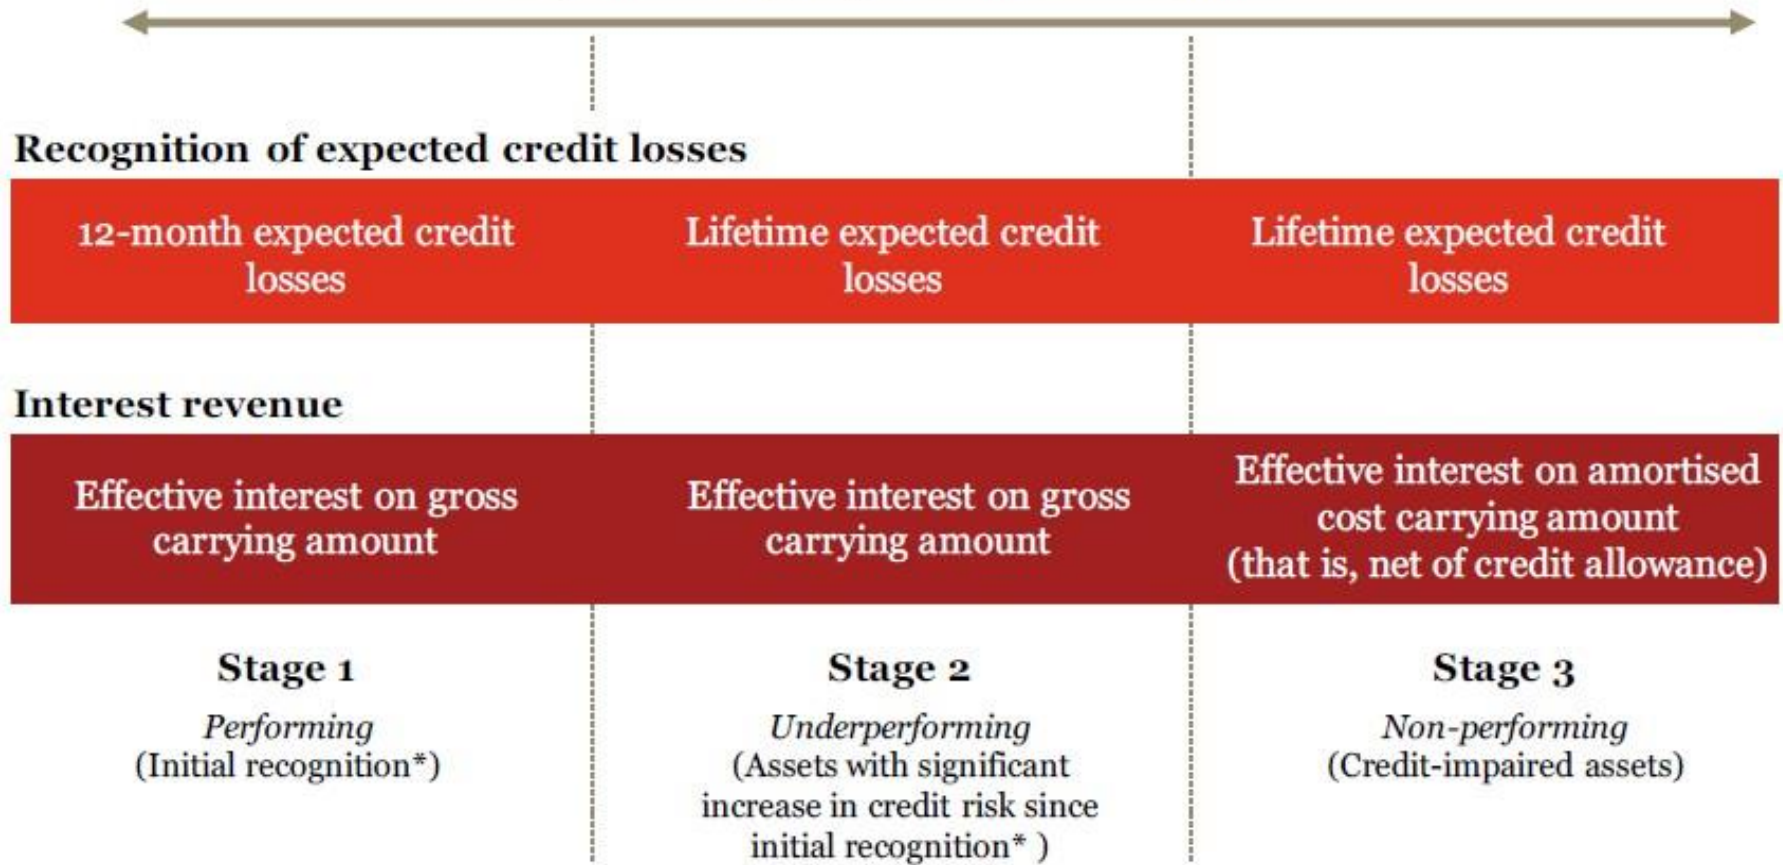 Recognition of expected credit losses
12-month expected credit
losses
Lifetime expected credit
losses
Lifetime expected credit
losses
Interest revenue
Effective interest on gross
carrying amount
Effective interest on gross
carrying amount
Effective interest on amortised
cost carrying amount
(that is, net of credit allowance)
Stage 1
Performing
(Initial recognition*)
Stage 2
Underperforming
(Assets with significant
increase in credit risk since
initial recognition* )
Stage 3
Non-performing
(Credit-impaired assets)